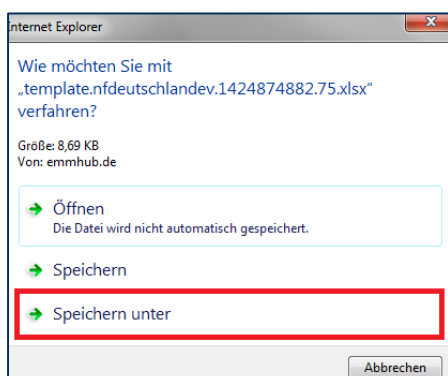 Internet Explorer
Wie möchten Sie mit
„template.nfdeutschlandev.1424874882.75.xlsx“
verfahren?
Größe: 8,69 KB
Von: emmhub.de
Öffnen
Die Datei wird nicht automatisch gespeichert.
Speichern
Speichern unter
Abbrechen